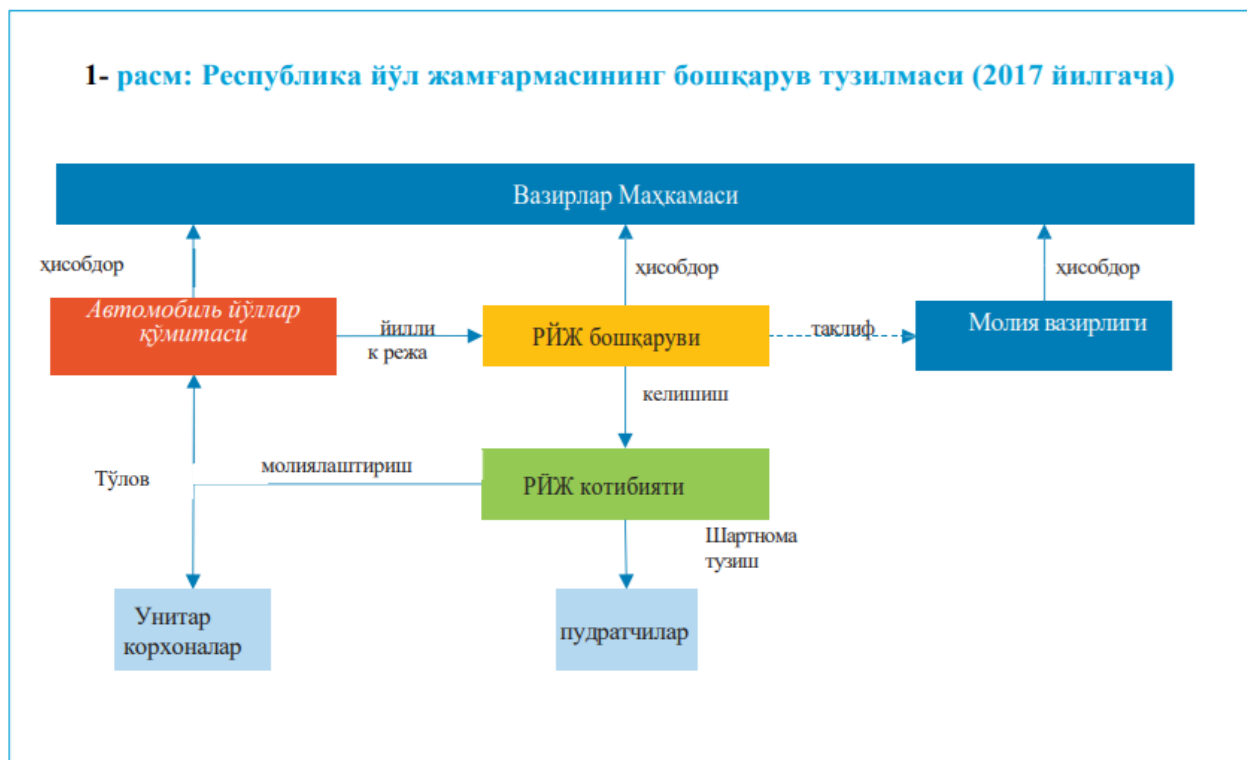 1- расм: Республика йўл жамғармасининг бошқарув тузилмаси (2017 йилгача)
Вазирлар Маҳкамаси
ҳисобдор
ҳисобдор
ҳисобдор
Автомобиль йўллар
қўмитаси
йилли
к режа
РЙЖ бошқаруви
таклиф
Молия вазирлиги
келишиш
Тўлов
молиялаштириш
РЙЖ котибияти
Шартнома
тузиш
Унитар
корхоналар
пудратчилар